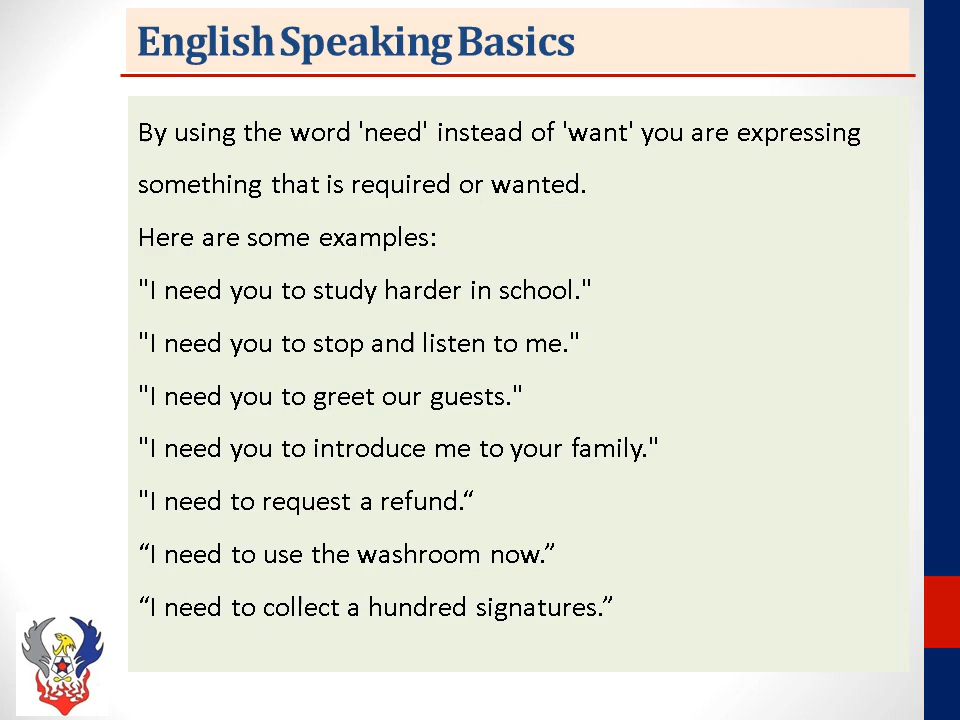 English Speaking Basics
By using the word 'need' instead of 'want' you are expressing
something that is required or wanted.
Here are some examples:
"I need you to study harder in school."
"I need you to stop and listen to me."
"I need you to greet our guests."
"I need you to introduce me to your family."
"I need to request a refund.“
“I need to use the washroom now.”
“I need to collect a hundred signatures.”